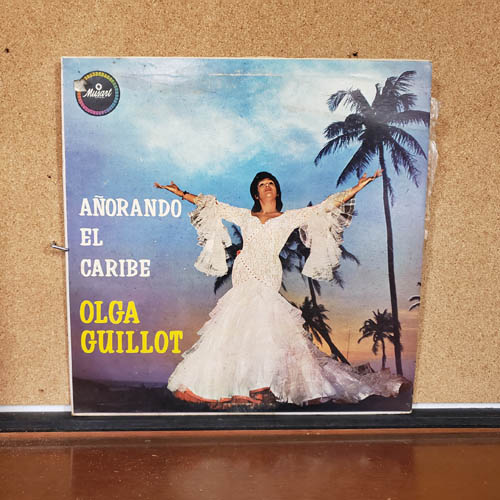 Musart
AÑORANDO
EL
CARIBE
OLGA
GUILLOT